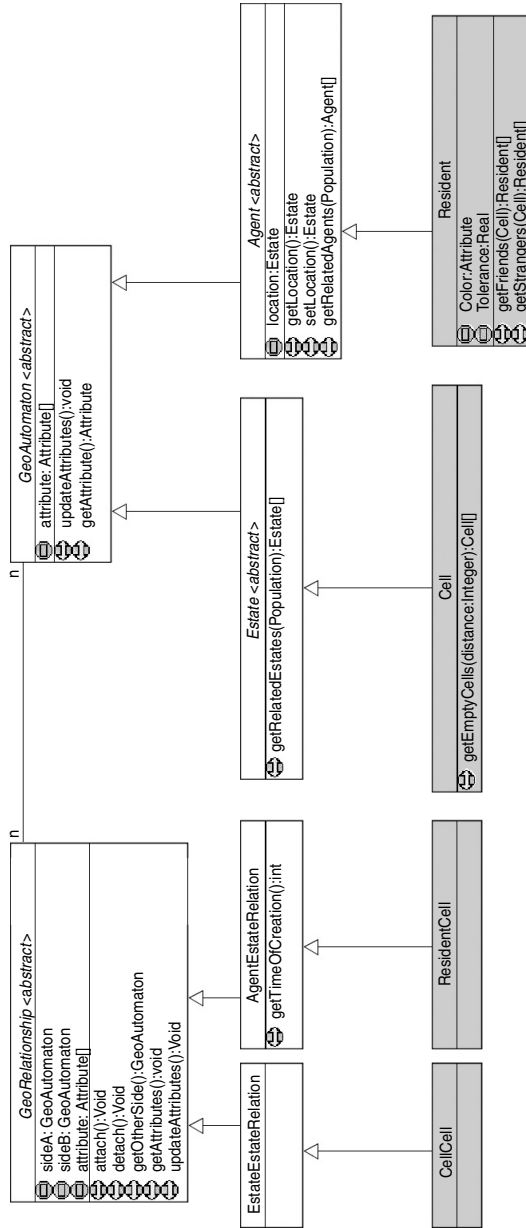 n
n
GeoRelationship <abstract>
sideA: GeoAutomaton
sideB: GeoAutomaton
attribute: Attribute[]
attach():Void
detach():Void
getOtherSide():GeoAutomaton
getAttributes():void
updateAttributes():Void
GeoAutomaton <abstract>
attribute: Attribute[]
updateAttributes():void
getAttribute():Attribute
EstateEstateRelation
AgentEstateRelation
getTimeOfCreation():int
Estate <abstract>
getRelatedEstates(Population):Estate[]
Agent <abstract>
location:Estate
getLocation():Estate
setLocation():Estate
getRelatedAgents(Population):Agent[]
CellCell
ResidentCell
Cell
getEmptyCells(distance:Integer):Cell[]
Resident
Color:Attribute
Tolerance:Real
getFriends(Cell):Resident[]
getStrangers(Cell):Resident[]